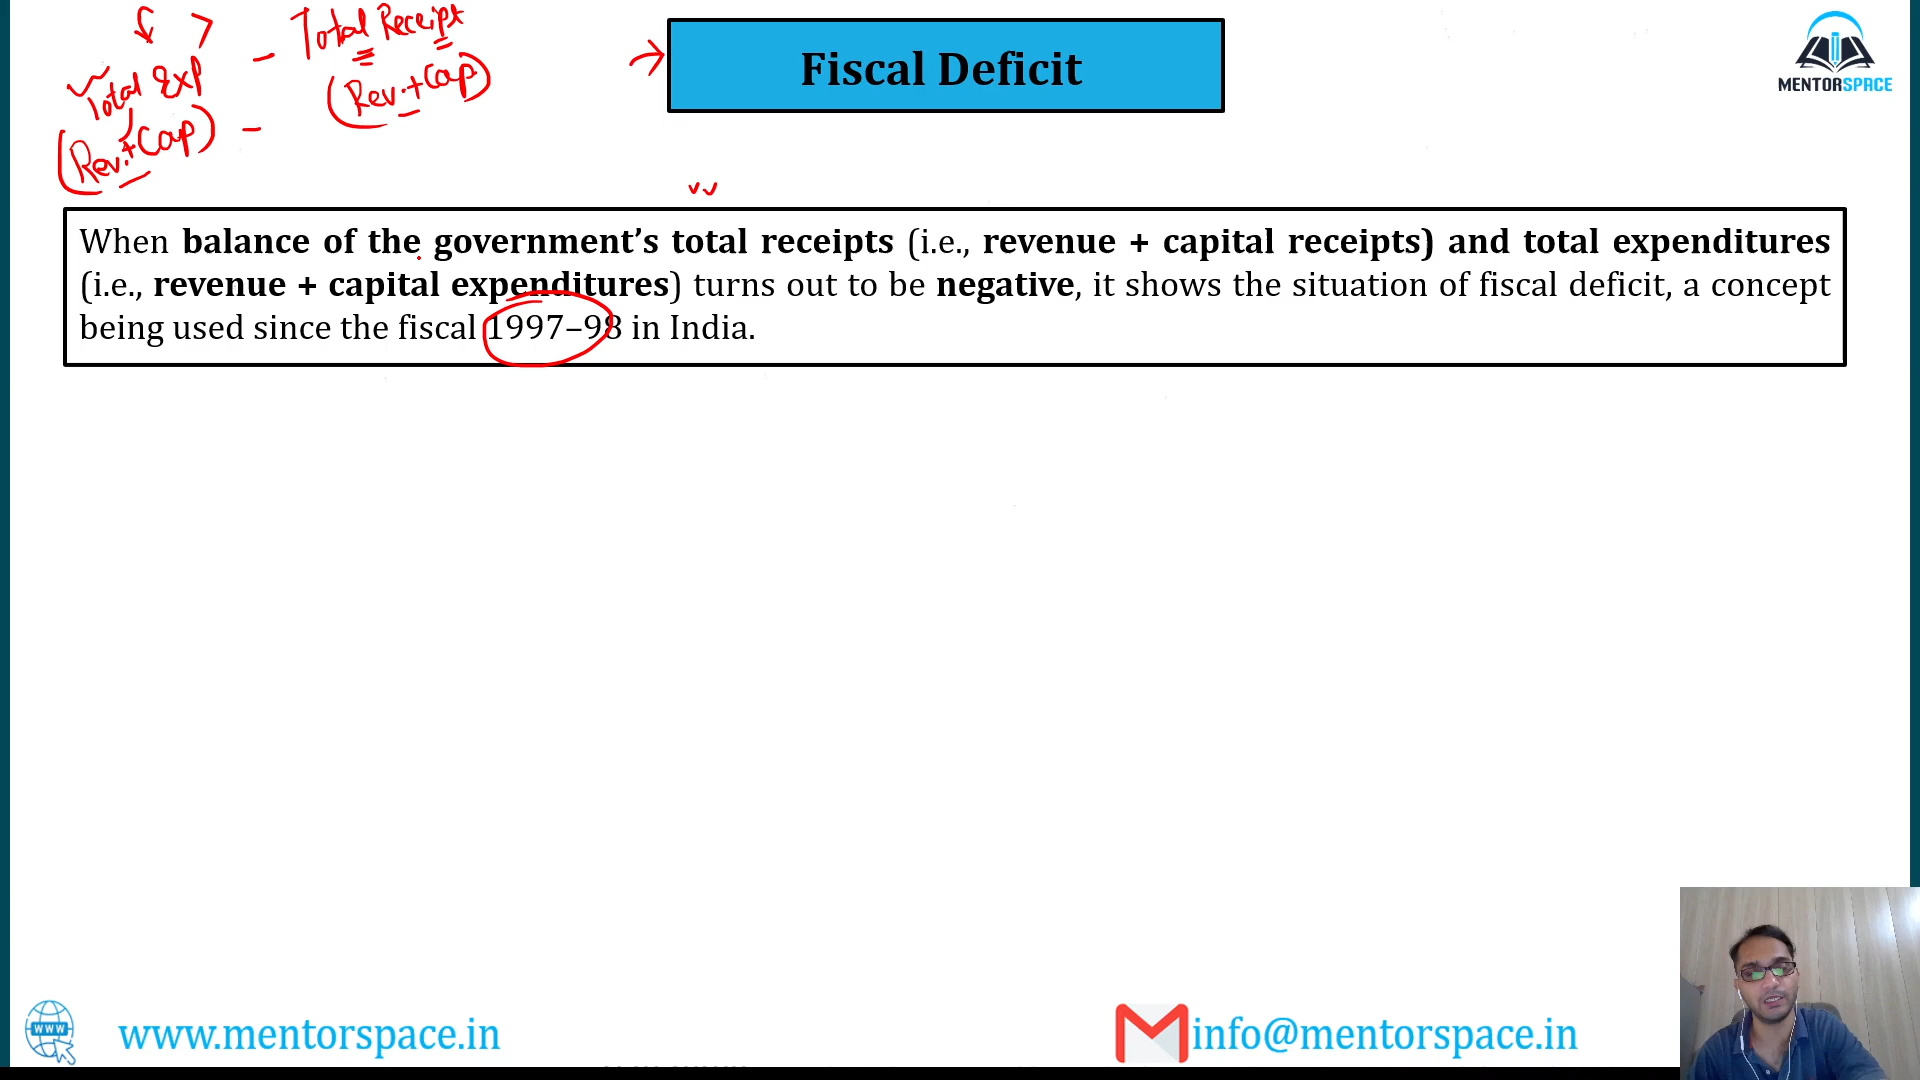 Total Exp - Total Receipt
(Rev. + Cap) - (Rev. + Cap)
Fiscal Deficit
MENTORSPACE
When balance of the government’s total receipts (i.e., revenue + capital receipts) and total expenditures
(i.e., revenue + capital expenditures) turns out to be negative, it shows the situation of fiscal deficit, a concept
being used since the fiscal 1997–98 in India.
WWW
www.mentorspace.in
info@mentorspace.in